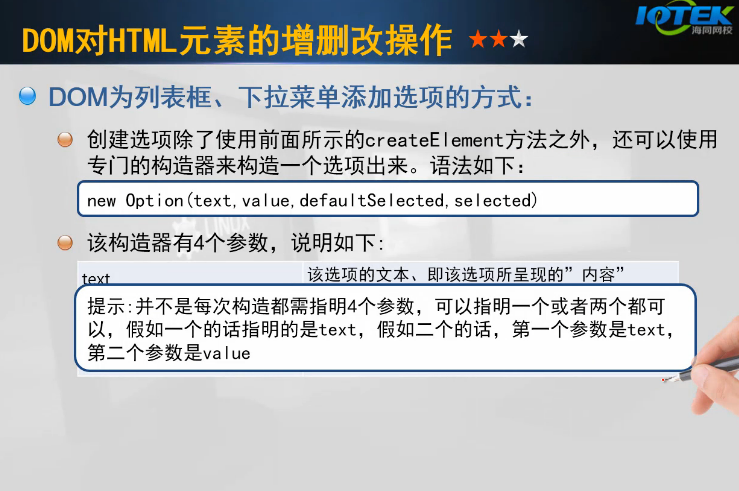 DOM对HTML元素的增删改操作
IOTEK
海同网校
DOM为列表框、下拉菜单添加选项的方式：
创建选项除了使用前面所示的createElement方法之外，还可以使用
专门的构造器来构造一个选项出来。语法如下：
new Option(text,value,defaultSelected,selected)
LINUX
该构造器有4个参数，说明如下:
text
该选项的文本、即该选项所呈现的”内容”
提示:并不是每次构造都需指明4个参数，可以指明一个或者两个都可
以，假如一个的话指明的是text，假如二个的话，第一个参数是text，
第二个参数是value